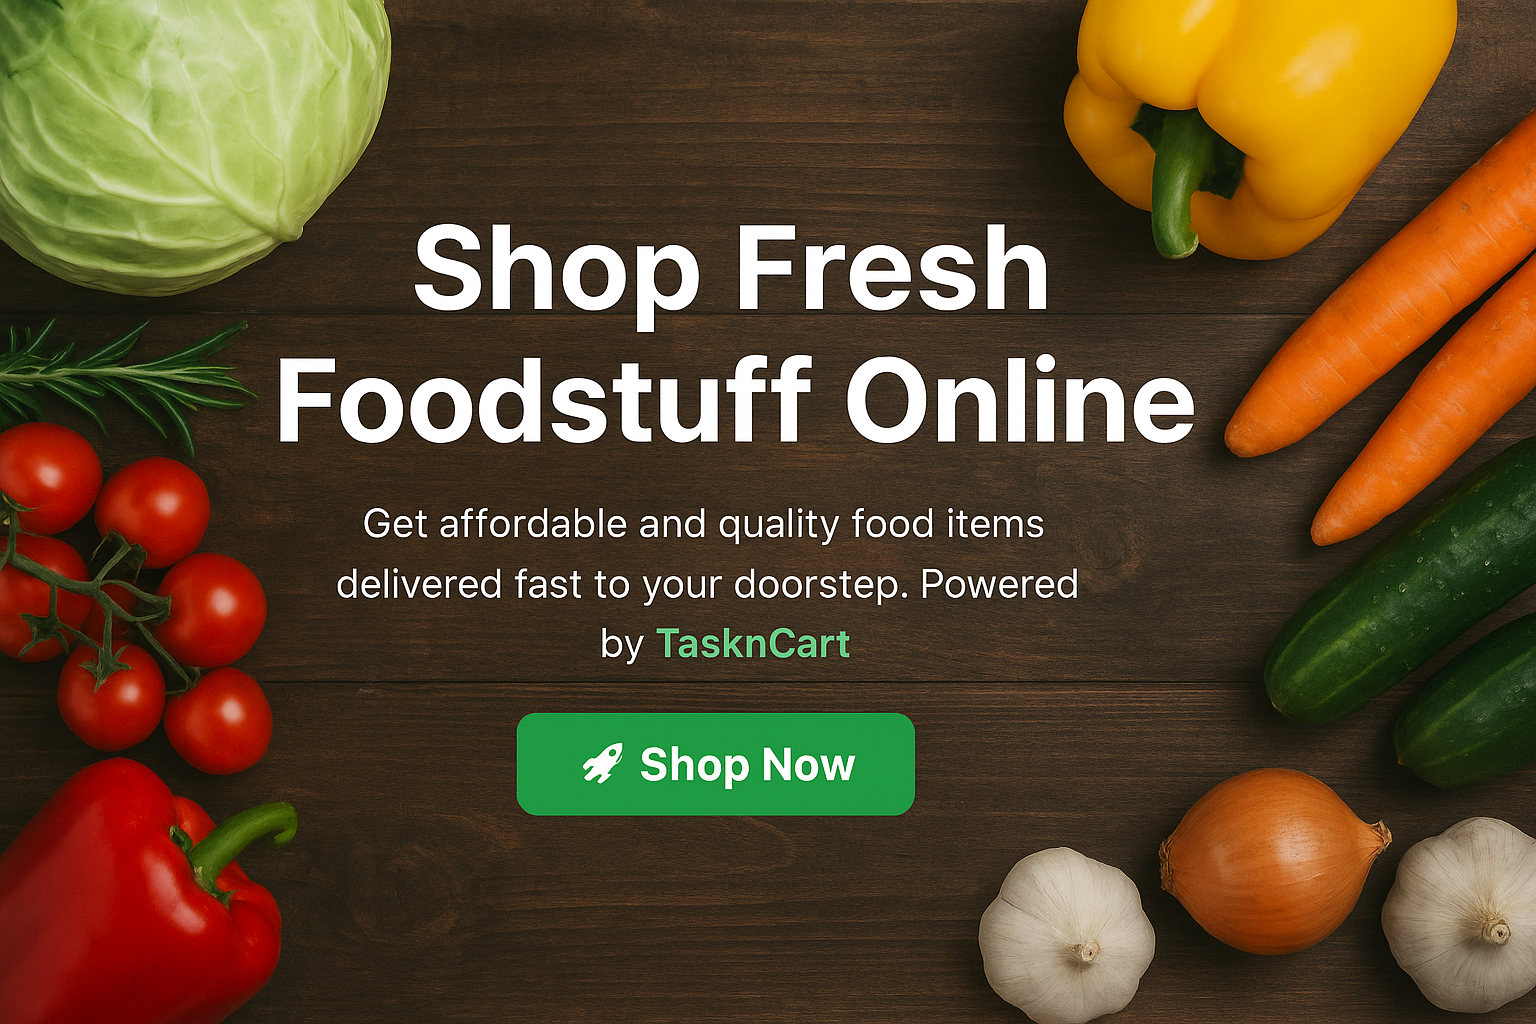 Shop Fresh
Foodstuff Online
Get affordable and quality food items
delivered fast to your doorstep. Powered
by TasknCart
Shop Now